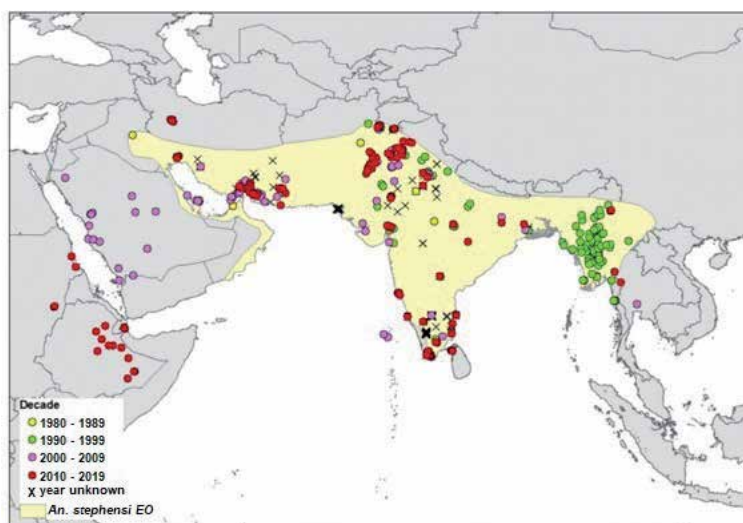 Decade
1980 - 1989
1990 - 1999
2000 - 2009
2010 - 2019
x year unknown
An. stephensi EO